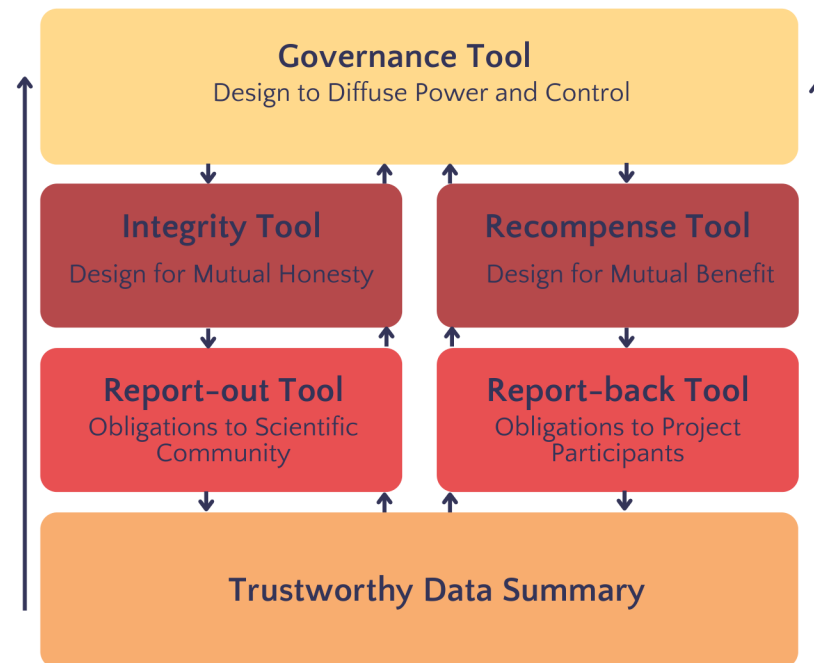 Governance Tool
Design to Diffuse Power and Control
Integrity Tool
Design for Mutual Honesty
Recompense Tool
Design for Mutual Benefit
Report-out Tool
Obligations to Scientific
Community
Report-back Tool
Obligations to Project
Participants
Trustworthy Data Summary